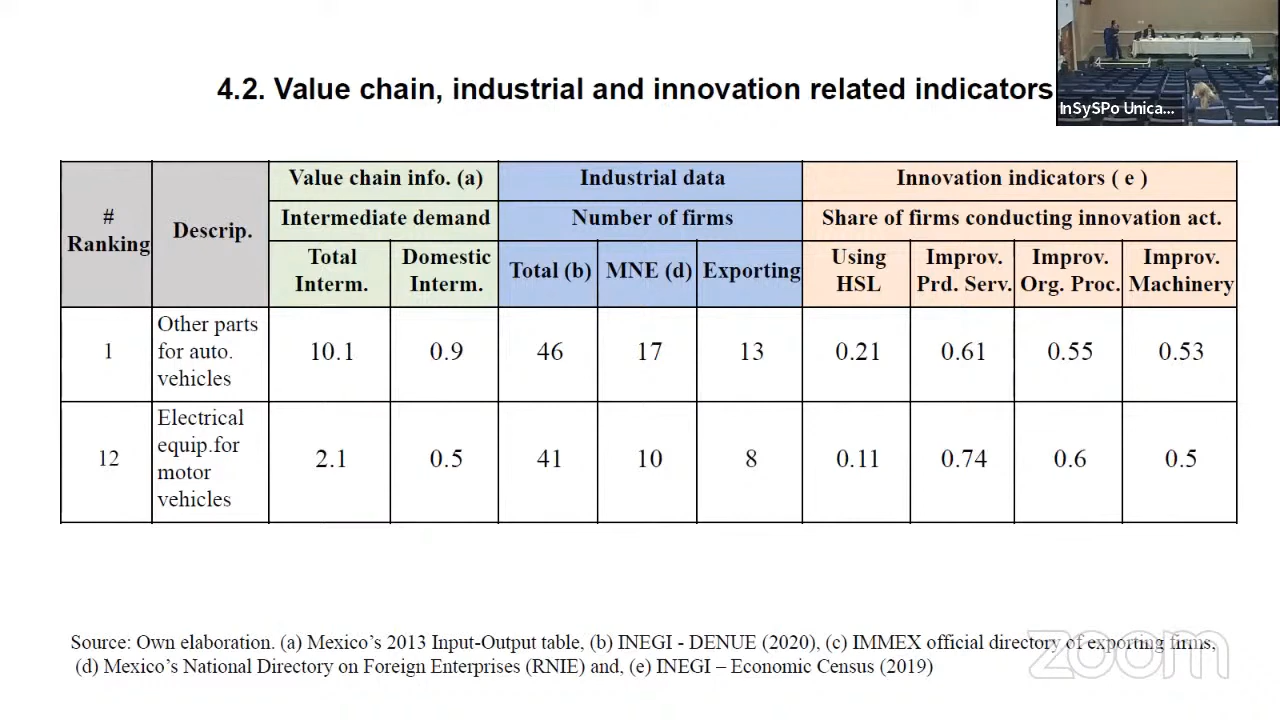 4.2. Value chain, industrial and innovation related indicators
InSySPo Unica...
# Ranking
Descrip.
Value chain info. (a)
Industrial data
Innovation indicators ( e )
Intermediate demand
Number of firms
Share of firms conducting innovation act.
Total Interm.
Domestic Interm.
Total (b)
MNE (d)
Exporting
Using HSL
Improv. Prd. Serv.
Improv. Org. Proc.
Improv. Machinery
1
Other parts
for auto.
vehicles
10.1
0.9
46
17
13
0.21
0.61
0.55
0.53
12
Electrical
equip.for
motor
vehicles
2.1
0.5
41
10
8
0.11
0.74
0.6
0.5
Source: Own elaboration. (a) Mexico’s 2013 Input-Output table, (b) INEGI - DENUE (2020), (c) IMMEX official directory of exporting firms,
(d) Mexico’s National Directory on Foreign Enterprises (RNIE) and, (e) INEGI – Economic Census (2019)
zoom